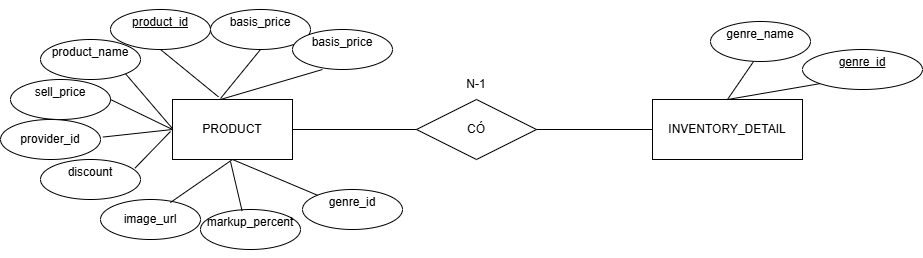 product_id
basis_price
basis_price
product_name
sell_price
provider_id
discount
image_url
markup_percent
genre_id
PRODUCT
N-1
CÓ
INVENTORY_DETAIL
genre_name
genre_id